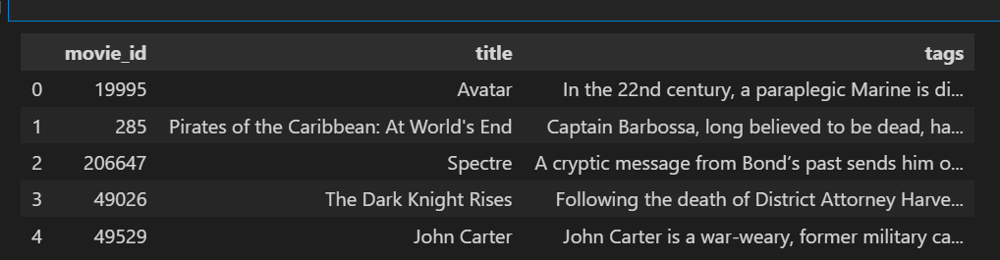 movie_id title tags
0 19995 Avatar In the 22nd century, a paraplegic Marine is di...
1 285 Pirates of the Caribbean: At World's End Captain Barbossa, long believed to be dead, ha...
2 206647 Spectre A cryptic message from Bond’s past sends him o...
3 49026 The Dark Knight Rises Following the death of District Attorney Harve...
4 49529 John Carter John Carter is a war-weary, former military ca...